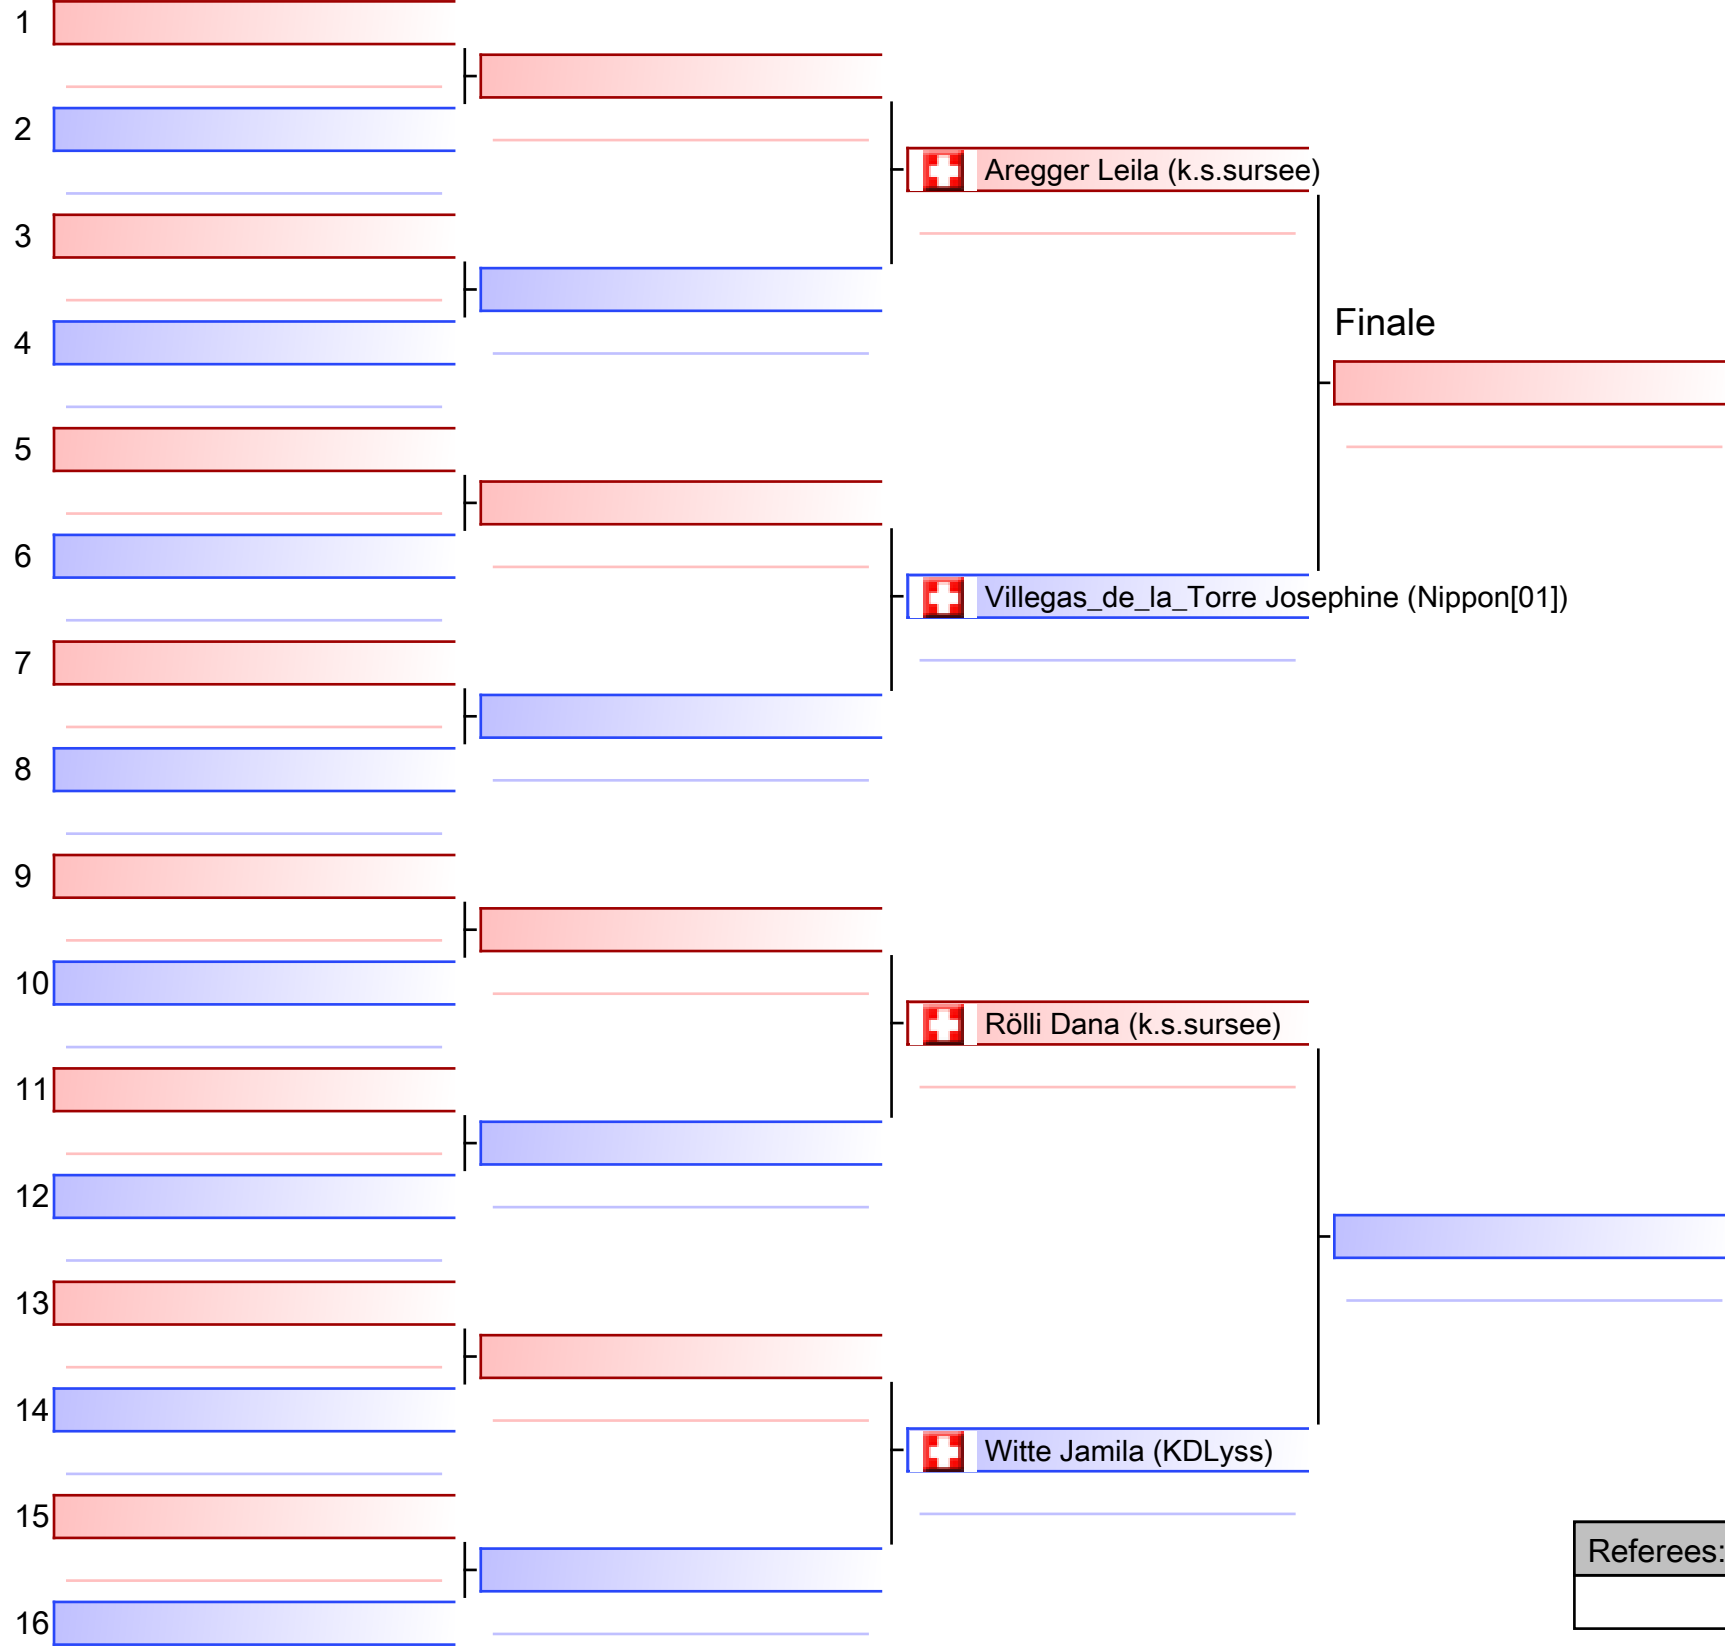 1
2
Aregger Leila (k.s.sursee)
3
Finale
4
5
6
Villegas_de_la_Torre Josephine (Nippon[01])
7
8
9
10
Rölli Dana (k.s.sursee)
11
12
13
14
Witte Jamila (KDLyss)
15
Referees:
16